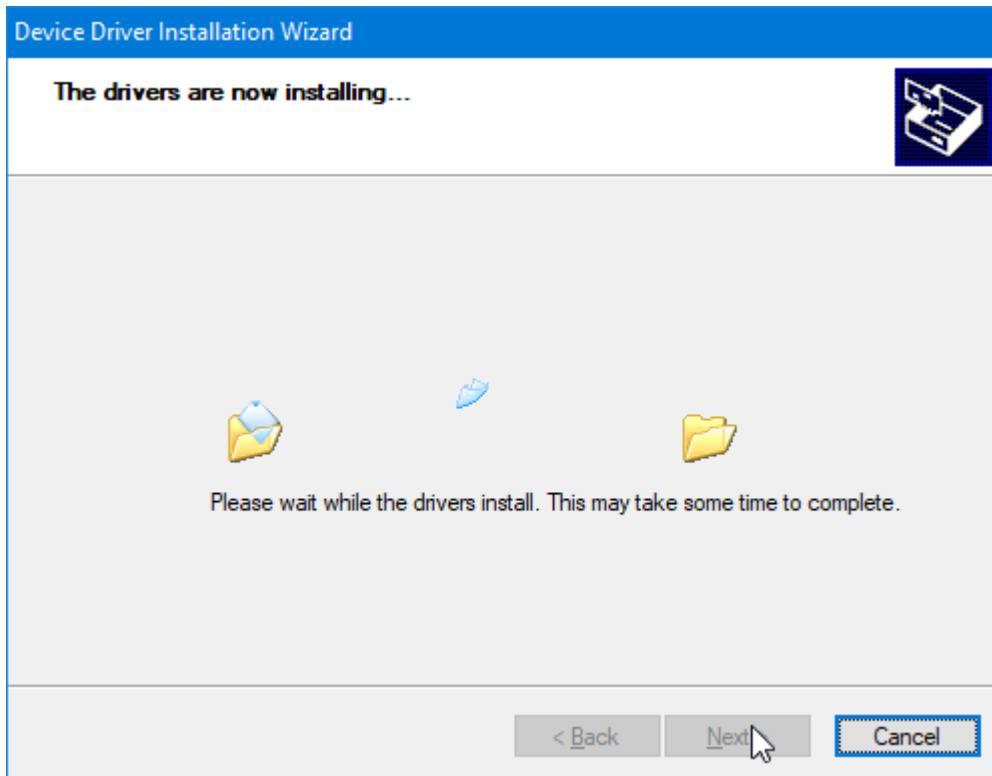 Device Driver Installation Wizard
The drivers are now installing...
Please wait while the drivers install. This may take some time to complete.
< Back
Next
Cancel